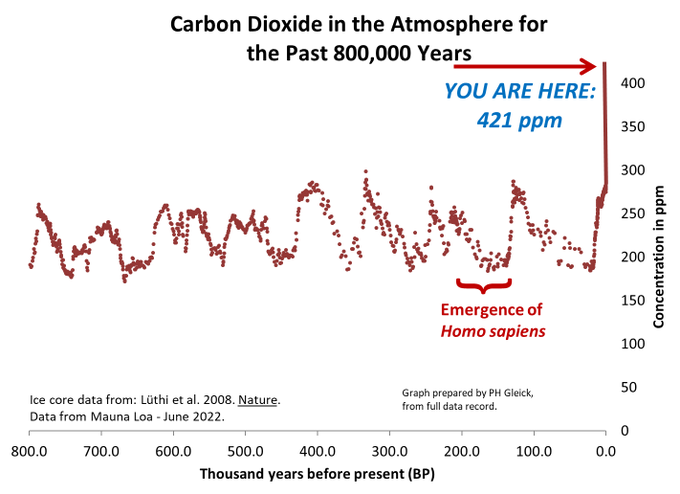 Carbon Dioxide in the Atmosphere for
the Past 800,000 Years
YOU ARE HERE:
421 ppm
400
350
300
250
200
150
100
50
0
Concentration in ppm
Emergence of
Homo sapiens
Ice core data from: Lüthi et al. 2008. Nature.
Data from Mauna Loa - June 2022.
Graph prepared by PH Gleick,
from full data record.
800.0 700.0 600.0 500.0 400.0 300.0 200.0 100.0 0.0
Thousand years before present (BP)